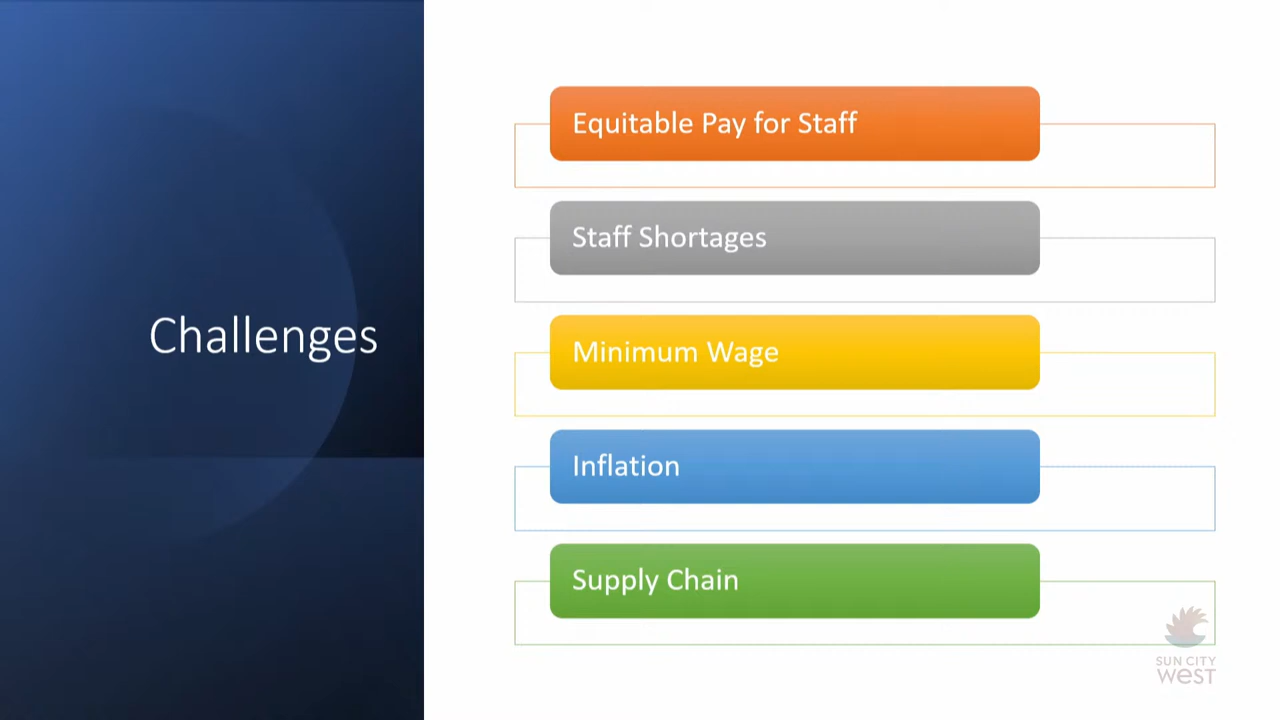 Challenges
Equitable Pay for Staff
Staff Shortages
Minimum Wage
Inflation
Supply Chain
SUN CITY
west